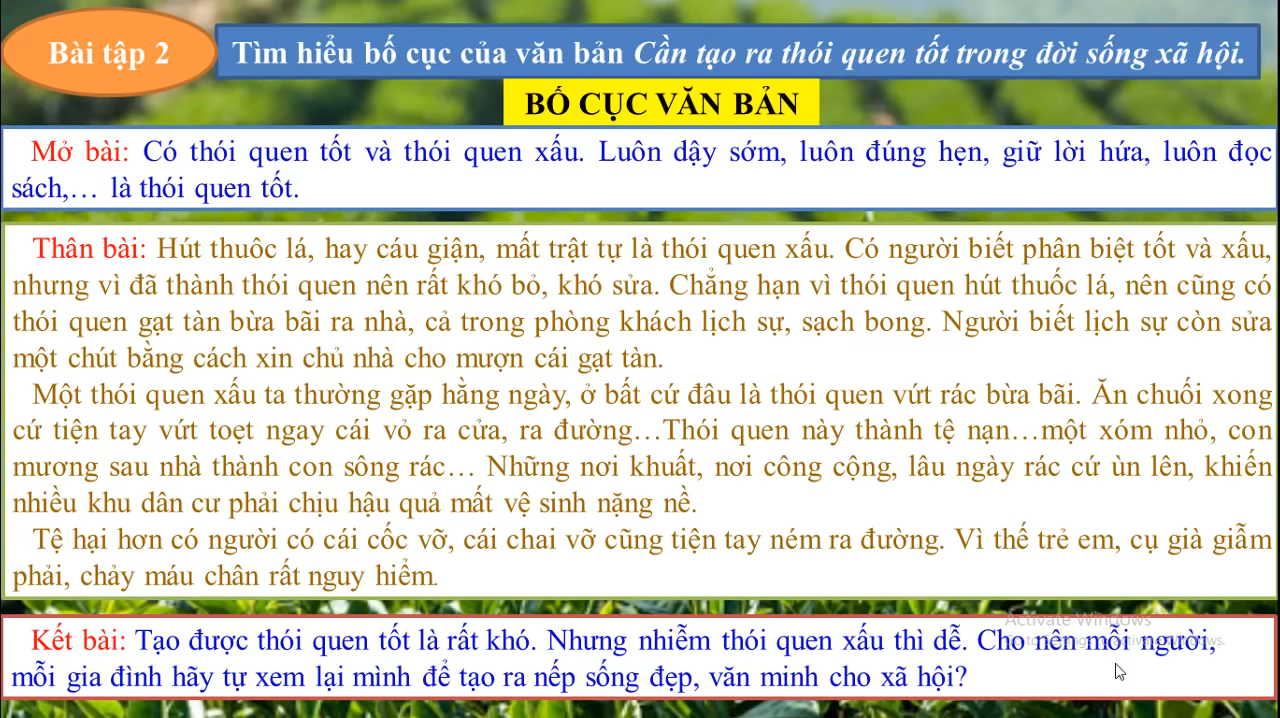 Bài tập 2
Tìm hiểu bố cục của văn bản Cần tạo ra thói quen tốt trong đời sống xã hội.
BỐ CỤC VĂN BẢN
Mở bài: Có thói quen tốt và thói quen xấu. Luôn dậy sớm, luôn đúng hẹn, giữ lời hứa, luôn đọc
sách,… là thói quen tốt.
Thân bài: Hút thuôc lá, hay cáu giận, mất trật tự là thói quen xấu. Có người biết phân biệt tốt và xấu,
nhưng vì đã thành thói quen nên rất khó bỏ, khó sửa. Chẳng hạn vì thói quen hút thuốc lá, nên cũng có
thói quen gạt tàn bừa bãi ra nhà, cả trong phòng khách lịch sự, sạch bong. Người biết lịch sự còn sửa
một chút bằng cách xin chủ nhà cho mượn cái gạt tàn.
Một thói quen xấu ta thường gặp hằng ngày, ở bất cứ đâu là thói quen vứt rác bừa bãi. Ăn chuối xong
cứ tiện tay vứt toẹt ngay cái vỏ ra cửa, ra đường…Thói quen này thành tệ nạn…một xóm nhỏ, con
mương sau nhà thành con sông rác… Những nơi khuất, nơi công cộng, lâu ngày rác cứ ùn lên, khiến
nhiều khu dân cư phải chịu hậu quả mất vệ sinh nặng nề.
Tệ hại hơn có người có cái cốc vỡ, cái chai vỡ cũng tiện tay ném ra đường. Vì thế trẻ em, cụ già giẫm
phải, chảy máu chân rất nguy hiểm.
Activate Windows
Go to Settings to activate Windows.
Kết bài: Tạo được thói quen tốt là rất khó. Nhưng nhiễm thói quen xấu thì dễ. Cho nên mỗi người,
mỗi gia đình hãy tự xem lại mình để tạo ra nếp sống đẹp, văn minh cho xã hội?